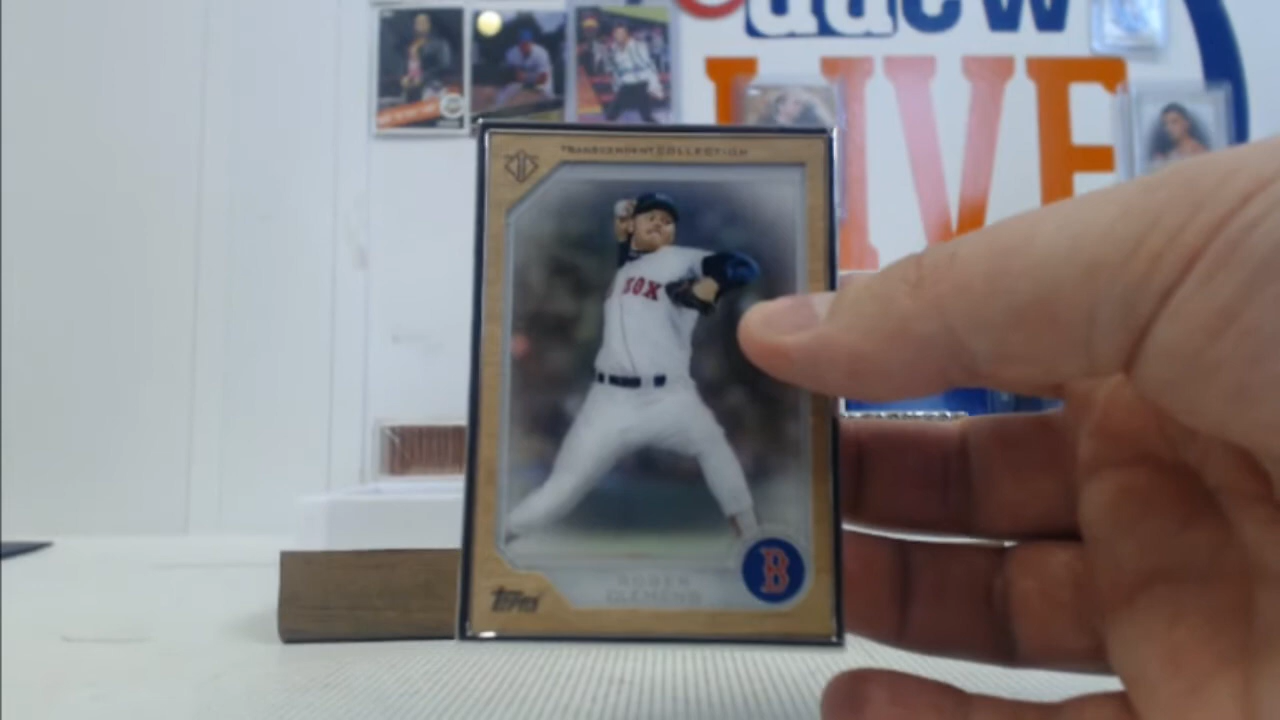 LIVE
TRANSCENDENT COLLECTION
SOX
B
ROGER
CLEMENS
Topps